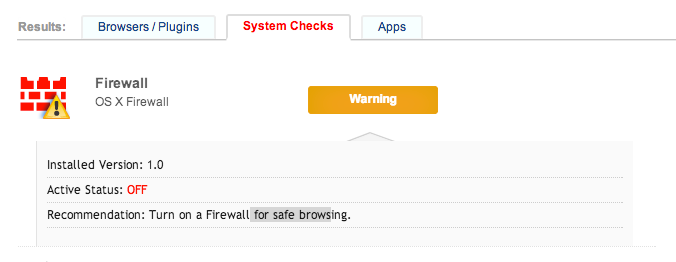 Results: Browsers / Plugins System Checks Apps
Firewall
OS X Firewall
Warning
Installed Version: 1.0
Active Status: OFF
Recommendation: Turn on a Firewall for safe browsing.